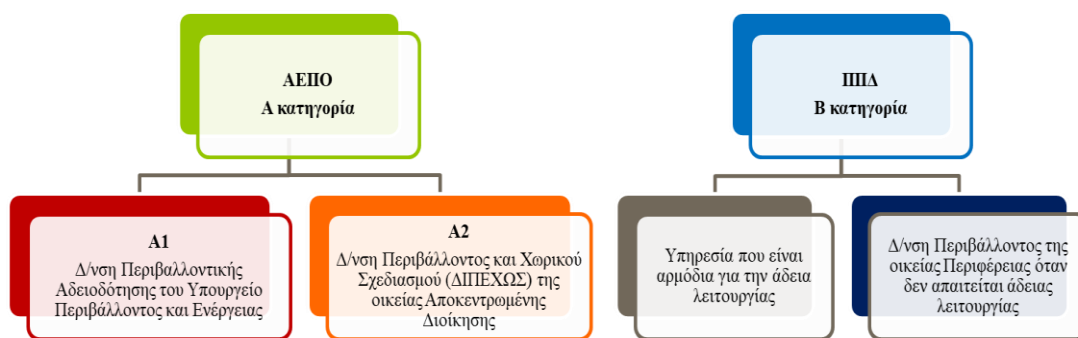 ΑΕΠΟ
Α κατηγορία
ΠΠΔ
Β κατηγορία
Α1
Δ/νση Περιβαλλοντικής
Αδειοδότησης του Υπουργείο
Περιβάλλοντος και Ενέργειας
Α2
Δ/νση Περιβάλλοντος και Χωρικού
Σχεδιασμού (ΔΙΠΕΧΩΣ) της
οικείας Αποκεντρωμένης
Διοίκησης
Υπηρεσία που είναι
αρμόδια για την άδεια
λειτουργίας
Δ/νση Περιβάλλοντος της
οικείας Περιφέρειας όταν
δεν απαιτείται άδειας
λειτουργίας